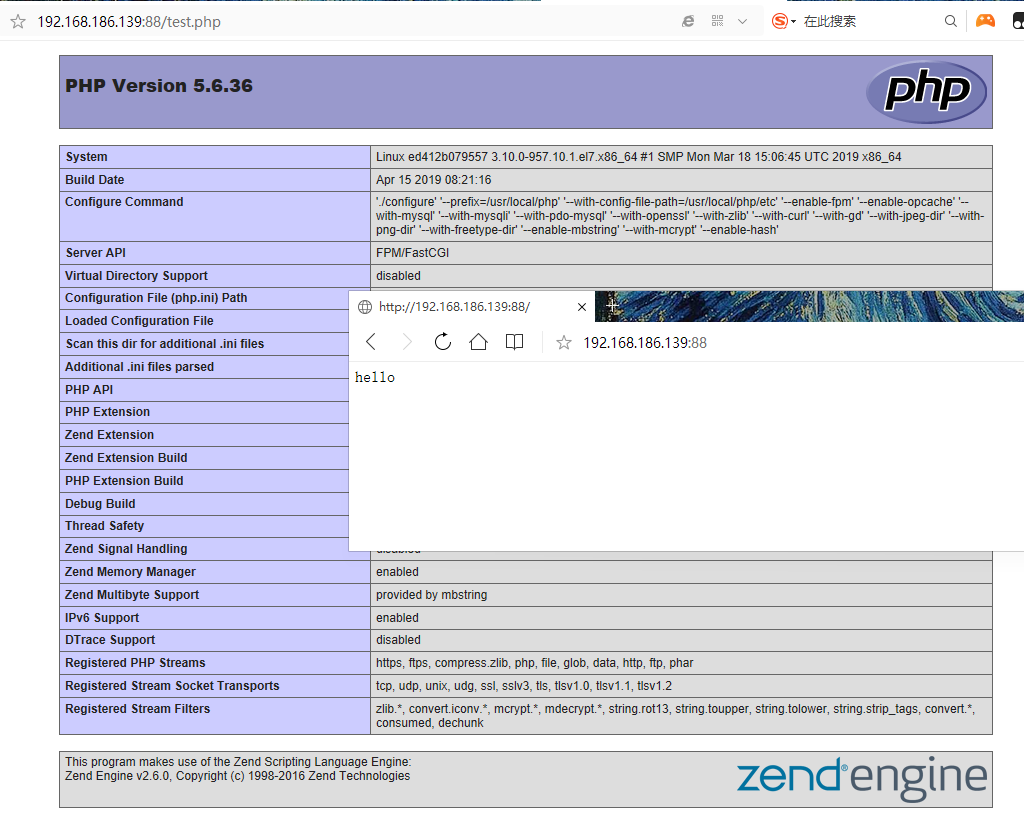 192.168.186.139:88/test.php
在此搜索
PHP Version 5.6.36
php
System Linux ed412b079557 3.10.0-957.10.1.el7.x86_64 #1 SMP Mon Mar 18 15:06:45 UTC 2019 x86_64
Build Date Apr 15 2019 08:21:16
Configure Command './configure' '--prefix=/usr/local/php' '--with-config-file-path=/usr/local/php/etc' '--enable-fpm' '--enable-opcache' '--
with-mysql' '--with-mysqli' '--with-pdo-mysql' '--with-openssl' '--with-zlib' '--with-curl' '--with-gd' '--with-jpeg-dir' '--with-
png-dir' '--with-freetype-dir' '--enable-mbstring' '--with-mcrypt' '--enable-hash'
Server API FPM/FastCGI
Virtual Directory Support disabled
Configuration File (php.ini) Path
Loaded Configuration File
Scan this dir for additional .ini files
Additional .ini files parsed
PHP API
PHP Extension
Zend Extension
Zend Extension Build
PHP Extension Build
Debug Build
Thread Safety
Zend Signal Handling disabled
http://192.168.186.139:88/
192.168.186.139:88
hello
Zend Memory Manager enabled
Zend Multibyte Support provided by mbstring
IPv6 Support enabled
DTrace Support disabled
Registered PHP Streams https, ftps, compress.zlib, php, file, glob, data, http, ftp, phar
Registered Stream Socket Transports tcp, udp, unix, udg, ssl, sslv3, tls, tlsv1.0, tlsv1.1, tlsv1.2
Registered Stream Filters zlib.*, convert.iconv.*, mcrypt.*, mdecrypt.*, string.rot13, string.toupper, string.tolower, string.strip_tags, convert.*,
consumed, dechunk
This program makes use of the Zend Scripting Language Engine:
Zend Engine v2.6.0, Copyright (c) 1998-2016 Zend Technologies
zend® engine